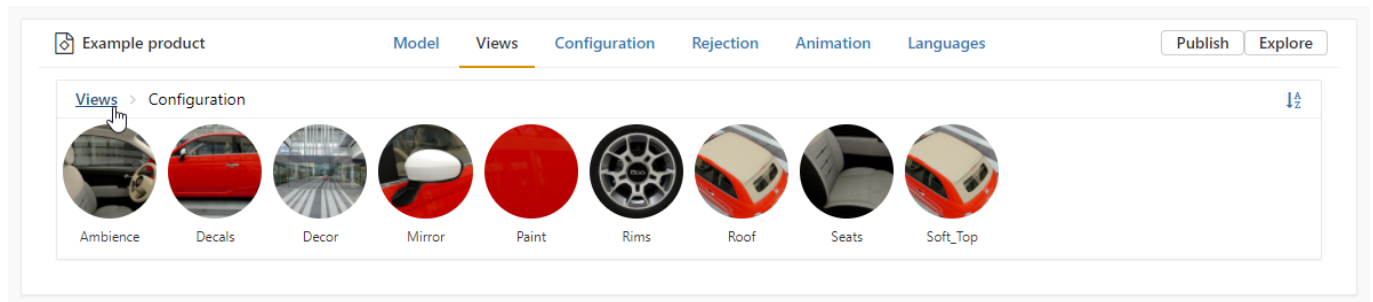 Example product Model Views Configuration Rejection Animation Languages Publish Explore
Views > Configuration
Ambience Decals Decor Mirror Paint Rims Roof Seats Soft_Top